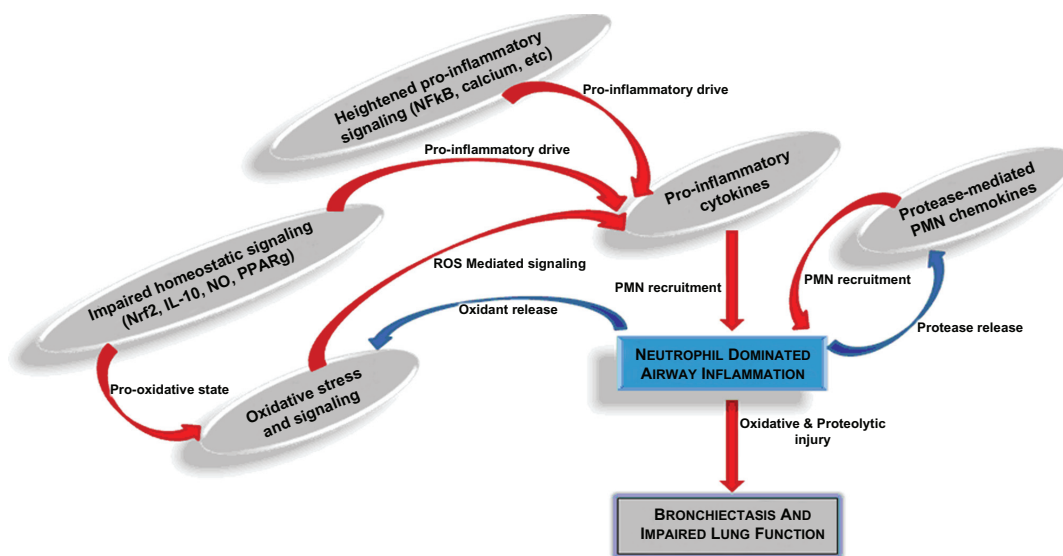 Heightened pro-inflammatory
signaling (NFkB, calcium, etc)
Pro-inflammatory drive
Pro-inflammatory drive
Pro-inflammatory
cytokines
Protease-mediated
PMN chemokines
Impaired homeostatic signaling
(Nrf2, IL-10, NO, PPARg)
ROS Mediated signaling
PMN recruitment
PMN recruitment
Oxidant release
Protease release
NEUTROPHIL DOMINATED
AIRWAY INFLAMMATION
Pro-oxidative state
Oxidative stress
and signaling
Oxidative & Proteolytic
injury
BRONCHIECTASIS AND
IMPAIRED LUNG FUNCTION